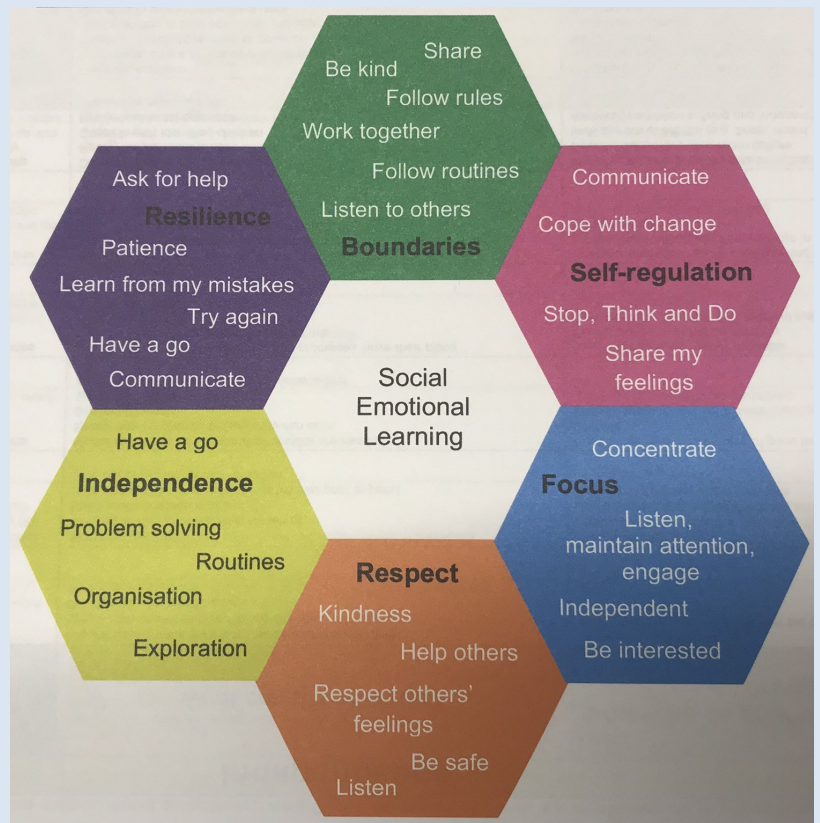 Share
Be kind
Follow rules
Work together
Follow routines
Listen to others
Boundaries
Communicate
Cope with change
Self-regulation
Stop, Think and Do
Share my
feelings
Concentrate
Focus
Listen,
maintain attention,
engage
Independent
Be interested
Respect
Kindness
Help others
Respect others'
feelings
Be safe
Listen
Have a go
Independence
Problem solving
Routines
Organisation
Exploration
Ask for help
Resilience
Patience
Learn from my mistakes
Try again
Have a go
Communicate
Social
Emotional
Learning